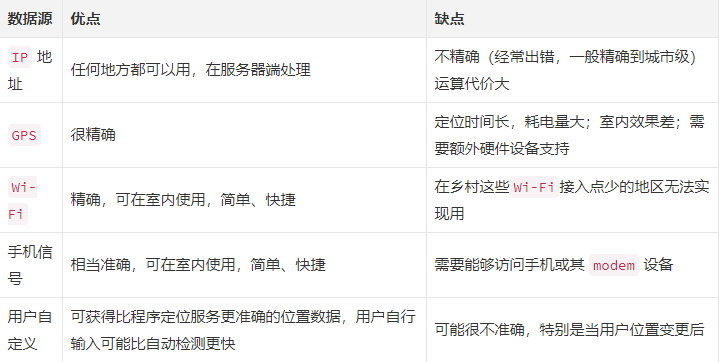 数据源 优点 缺点
IP 地址 任何地方都可以用，在服务器端处理 不精确（经常出错，一般精确到城市级）运算代价大
GPS 很精确 定位时间长，耗电量大；室内效果差；需要额外硬件设备支持
Wi-Fi 精确，可在室内使用，简单、快捷 在乡村这些Wi-Fi接入点少的地区无法实现用
手机信号 相当准确，可在室内使用，简单、快捷 需要能够访问手机或其 modem 设备
用户自定义 可获得比程序定位服务更准确的位置数据，用户自行输入可能比自动检测更快 可能很不准确，特别是当用户位置变更后